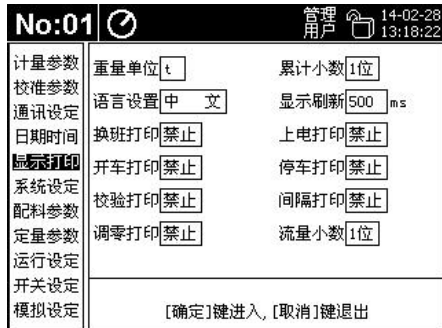 No:01 管理用户 14-02-28 13:18:22
计量参数
校准参数
通讯设定
日期时间
显示打印
系统设定
配料参数
定量参数
运行设定
开关设定
模拟设定
重量单位 t 累计小数 1位
语言设置 中 文 显示刷新 500 ms
换班打印 禁止 上电打印 禁止
开车打印 禁止 停车打印 禁止
校验打印 禁止 间隔打印 禁止
调零打印 禁止 流量小数 1位
[确定]键进入, [取消]键退出